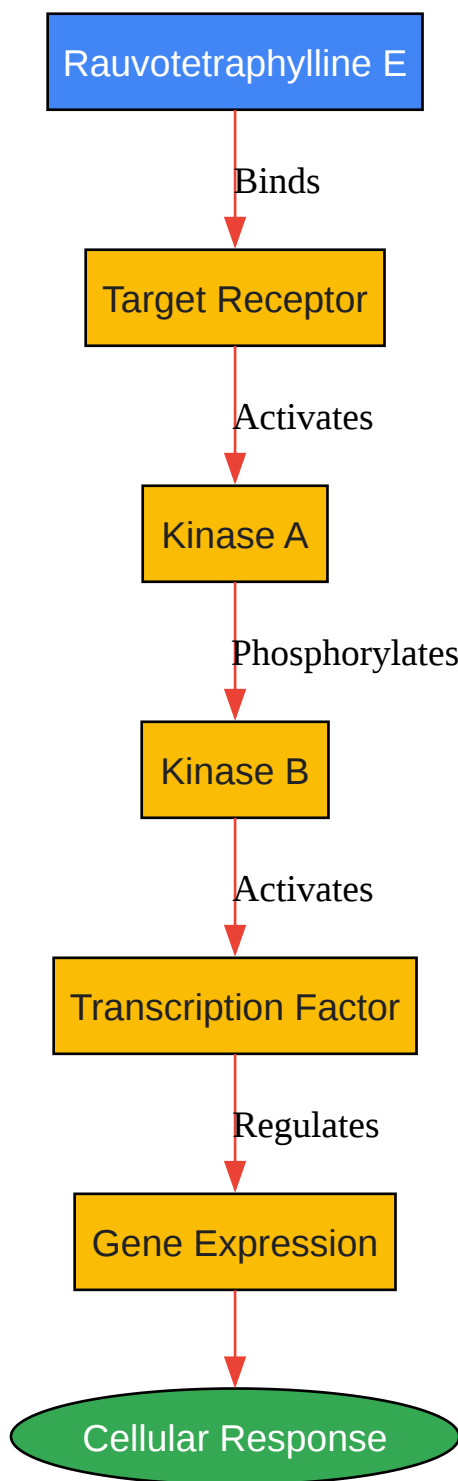 Rauvotetraphylline E
Binds
Target Receptor
Activates
Kinase A
Phosphorylates
Kinase B
Activates
Transcription Factor
Regulates
Gene Expression
Cellular Response